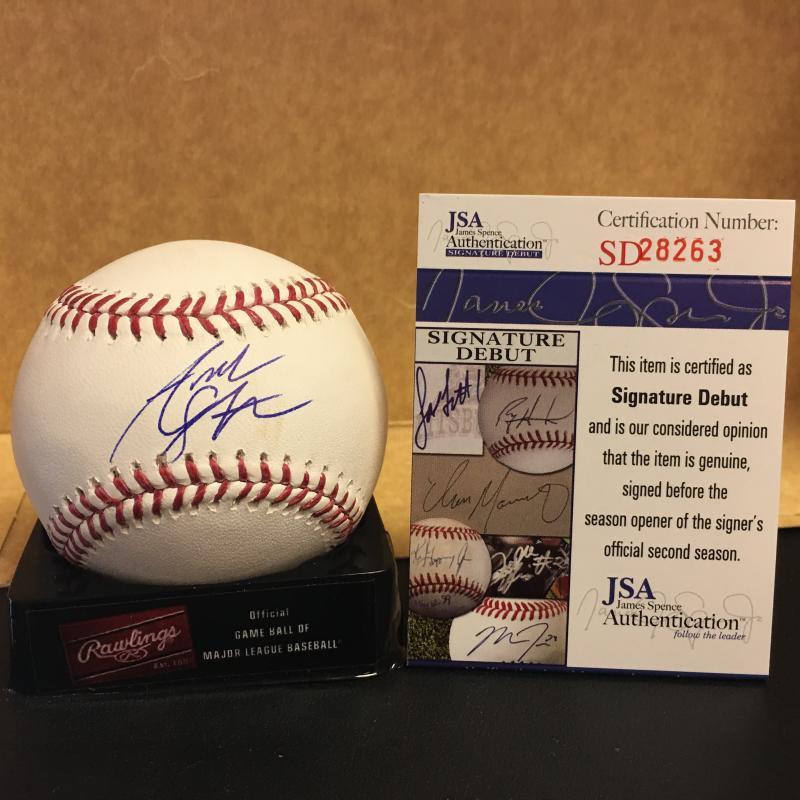 Rawlings
EST. 1887
Official
GAME BALL OF
MAJOR LEAGUE BASEBALL
JSA
James Spence
Authentication
SIGNATURE DEBUT
Certification Number:
SD28263
SIGNATURE
DEBUT
This item is certified as
Signature Debut
and is our considered opinion
that the item is genuine,
signed before the
season opener of the signer's
official second season.
JSA
James Spence
Authentication
follow the leader